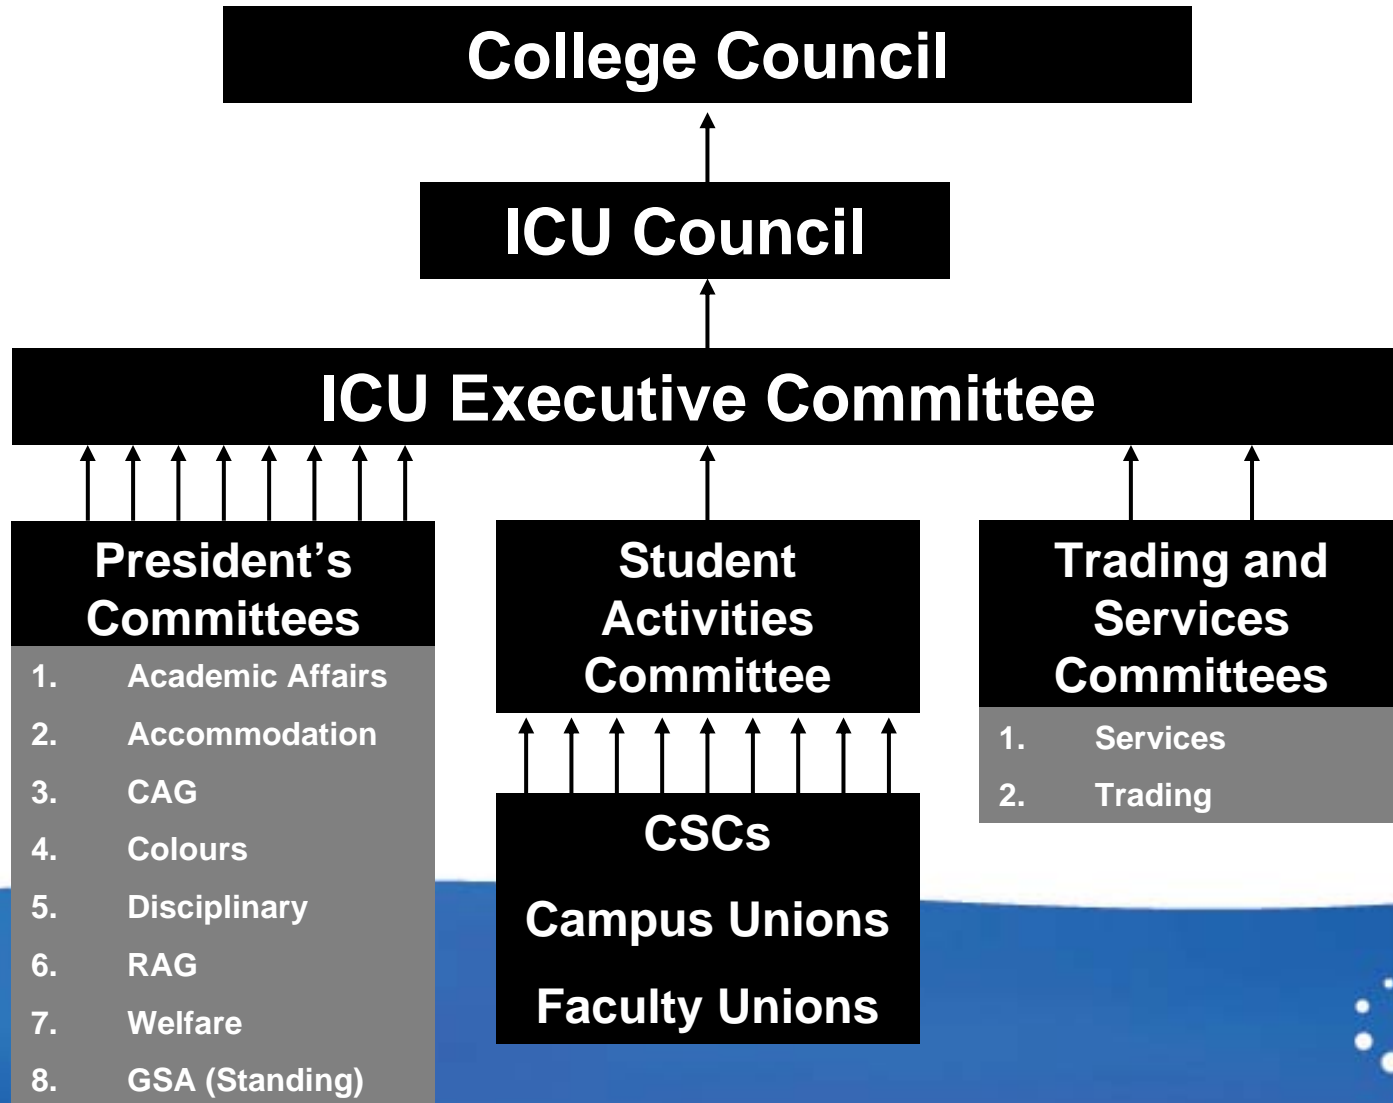 College Council
ICU Council
ICU Executive Committee
President’s
Committees
1. Academic Affairs
2. Accommodation
3. CAG
4. Colours
5. Disciplinary
6. RAG
7. Welfare
8. GSA (Standing)
Student
Activities
Committee
CSCs
Campus Unions
Faculty Unions
Trading and
Services
Committees
1. Services
2. Trading